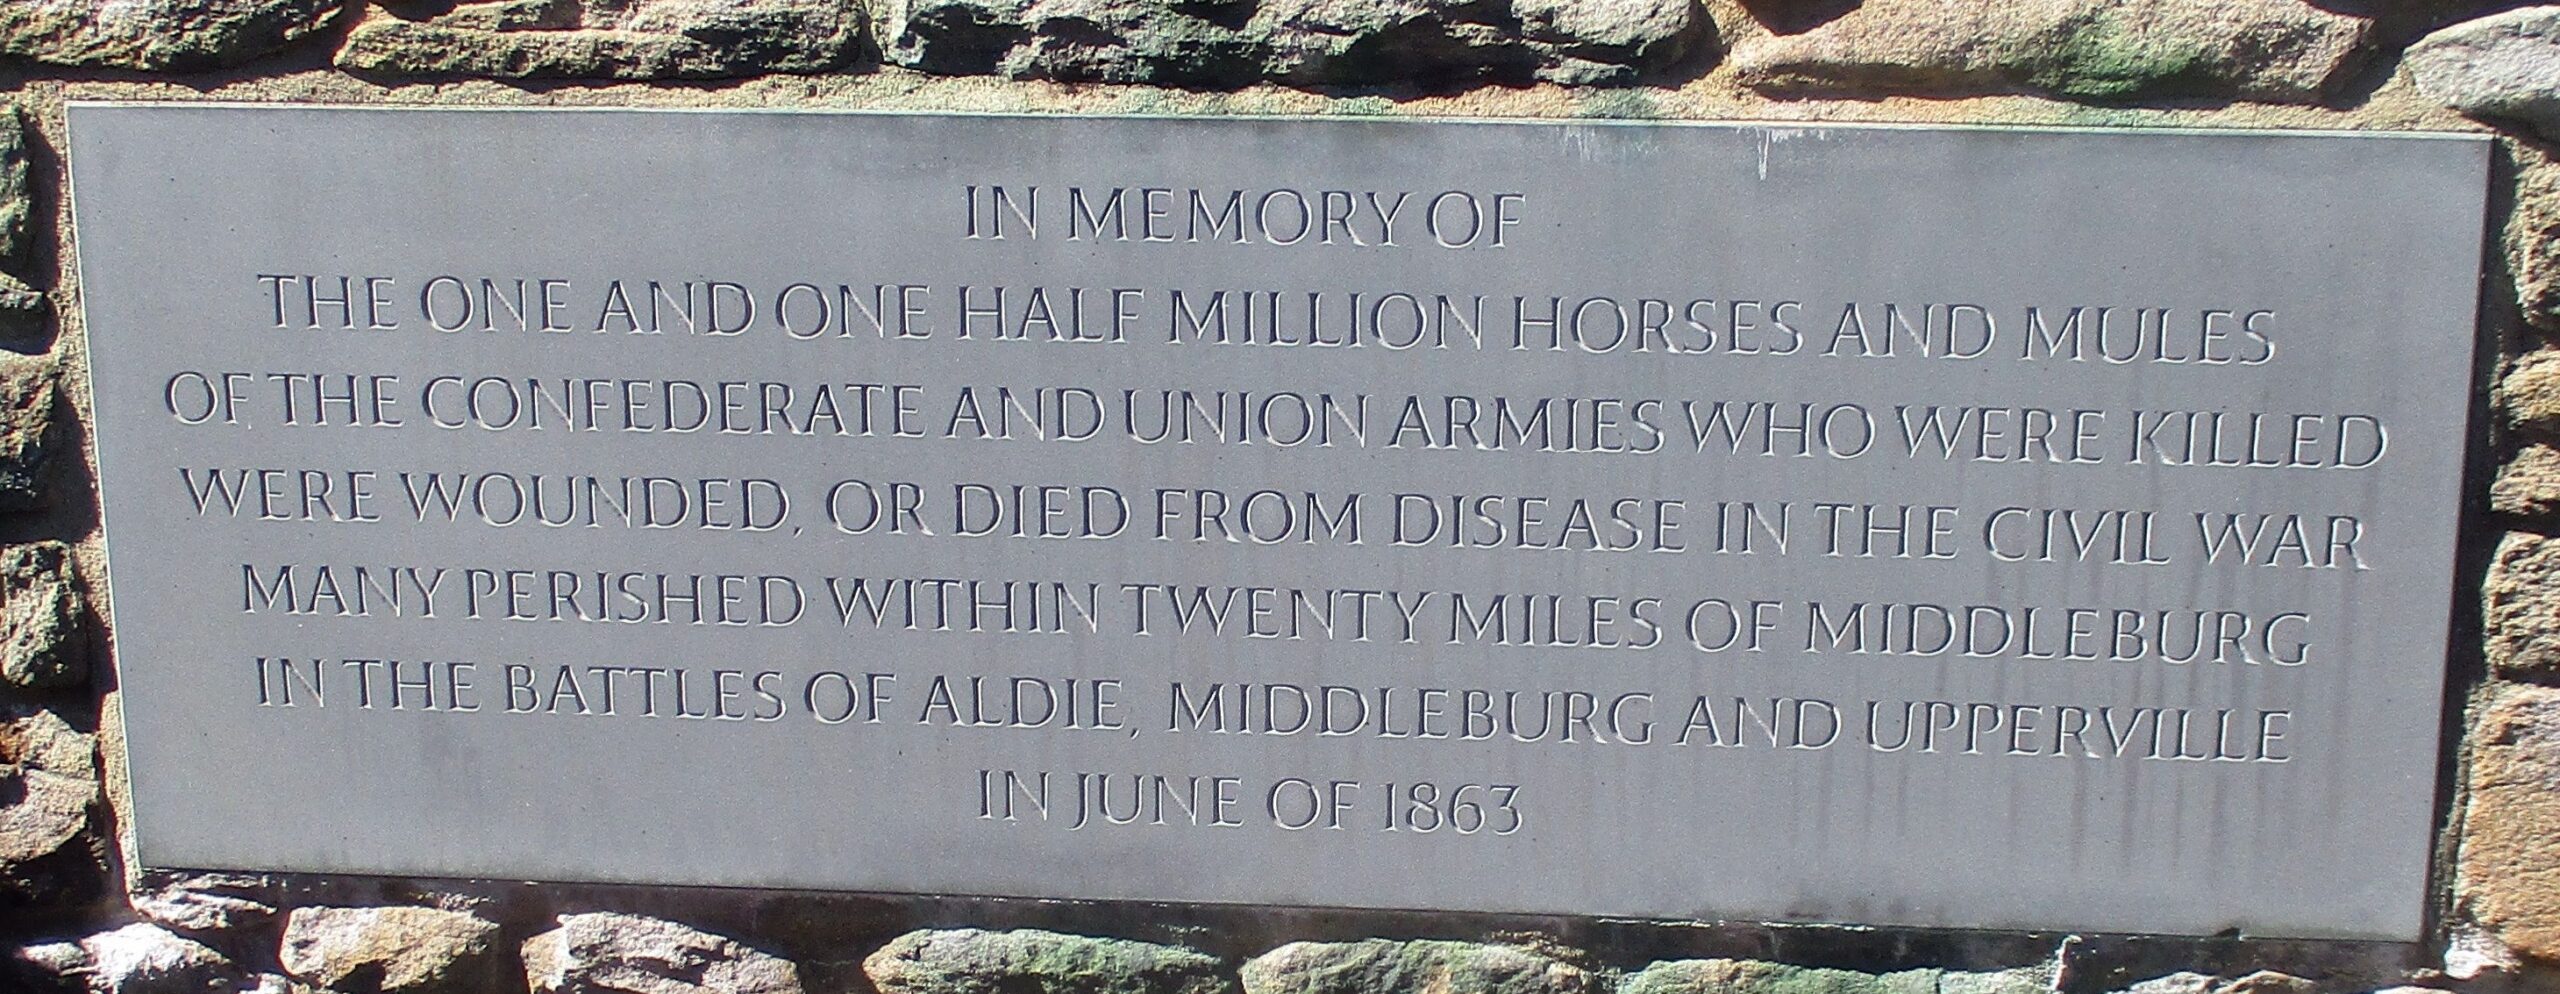 IN MEMORY OF
THE ONE AND ONE HALF MILLION HORSES AND MULES
OF THE CONFEDERATE AND UNION ARMIES WHO WERE KILLED
WERE WOUNDED, OR DIED FROM DISEASE IN THE CIVIL WAR
MANY PERISHED WITHIN TWENTY MILES OF MIDDLEBURG
IN THE BATTLES OF ALDIE, MIDDLEBURG AND UPPERVILLE
IN JUNE OF 1863